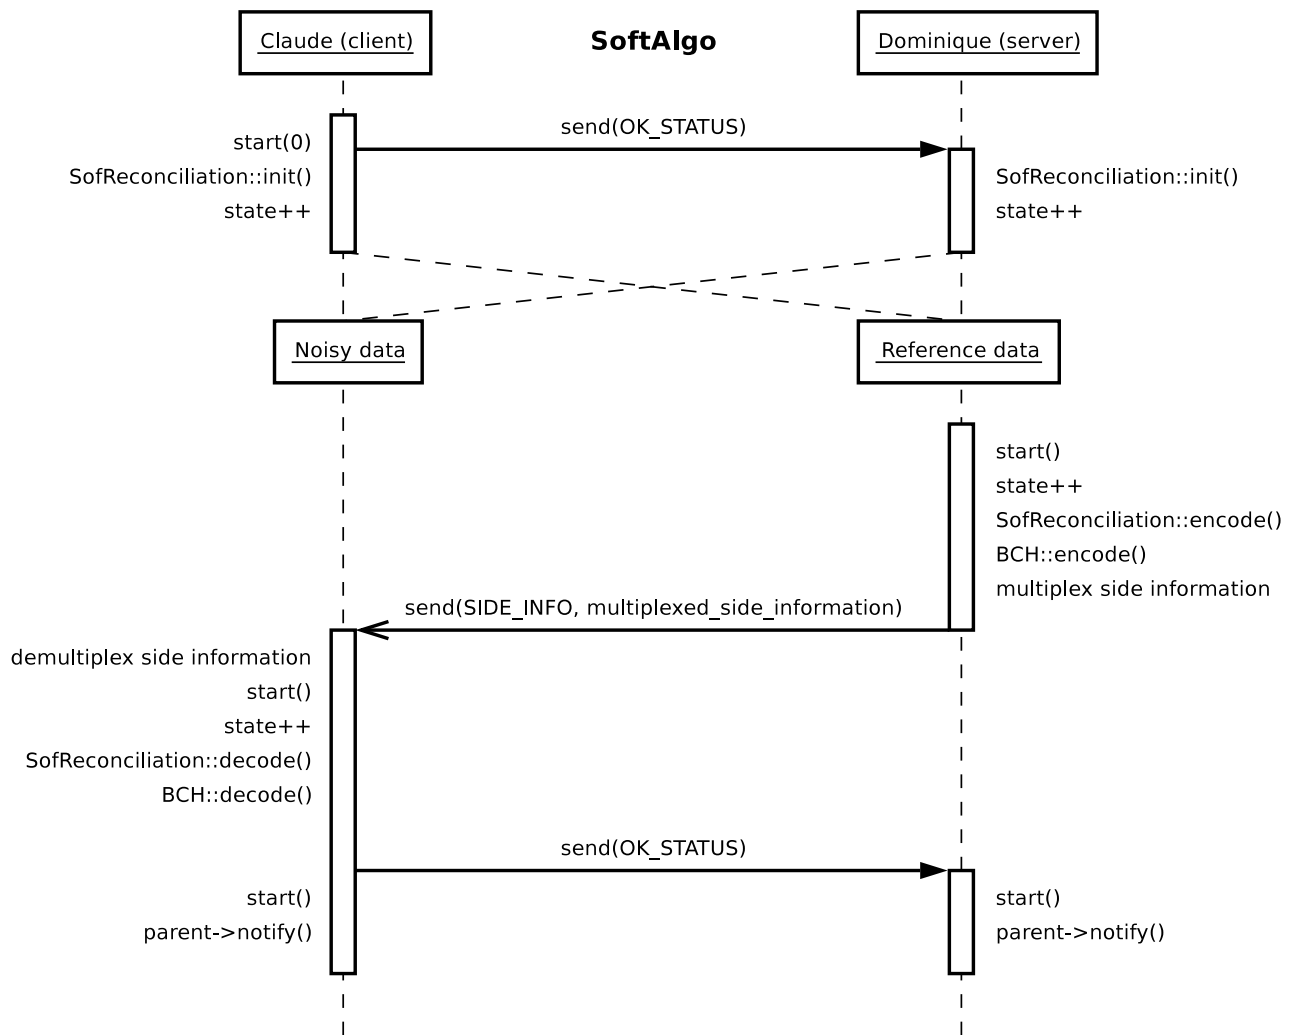 Claude (client)
SoftAlgo
Dominique (server)
send(OK_STATUS)
start(0)
SofReconciliation::init()
state++
SofReconciliation::init()
state++
Noisy data
Reference data
start()
state++
SofReconciliation::encode()
BCH::encode()
multiplex side information
send(SIDE_INFO, multiplexed_side_information)
demultiplex side information
start()
state++
SofReconciliation::decode()
BCH::decode()
send(OK_STATUS)
start()
parent->notify()
start()
parent->notify()